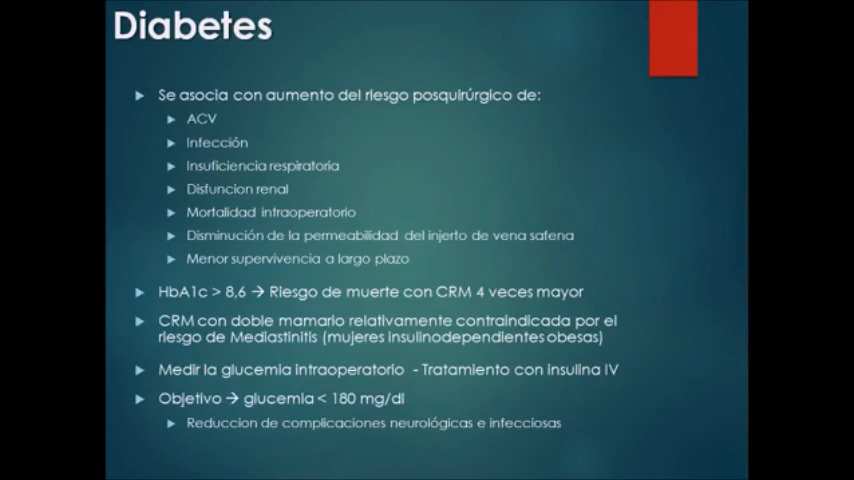 Diabetes
Se asocia con aumento del riesgo posquirúrgico de:
ACV
Infección
Insuficiencia respiratoria
Disfuncion renal
Mortalidad intraoperatorio
Disminución de la permeabilidad del injerto de vena safena
Menor supervivencia a largo plazo
HbA1c > 8,6 → Riesgo de muerte con CRM 4 veces mayor
CRM con doble mamario relativamente contraindicada por el
riesgo de Mediastinitis (mujeres insulinodependientes obesas)
Medir la glucemia intraoperatorio - Tratamiento con insulina IV
Objetivo → glucemia < 180 mg/dl
Reduccion de complicaciones neurológicas e infecciosas